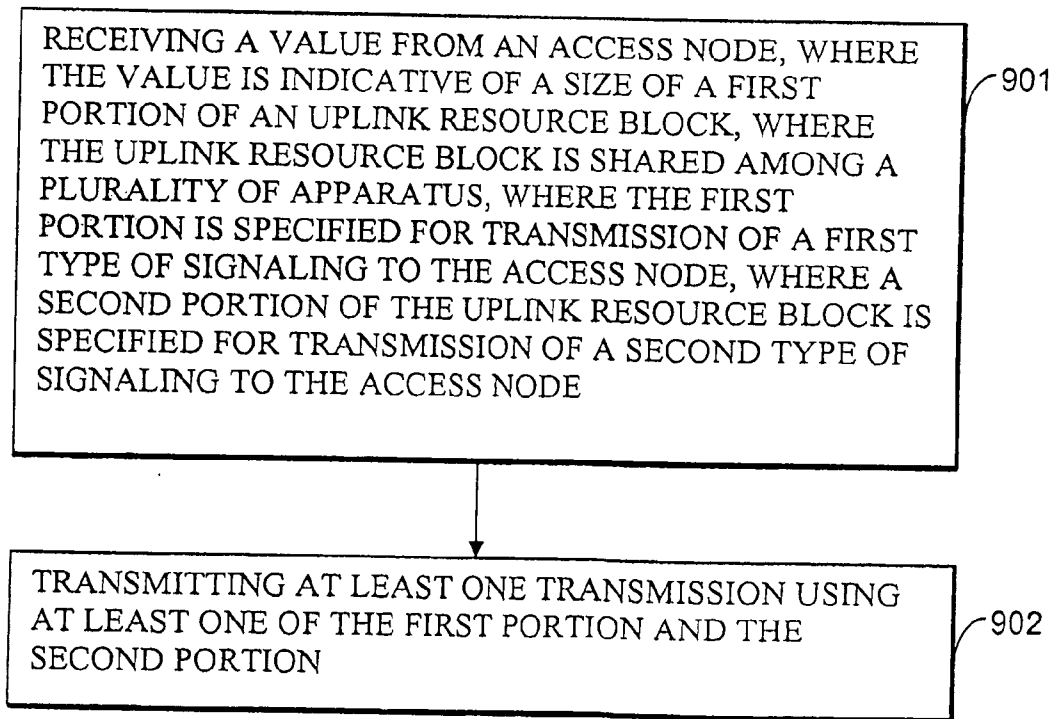 RECEIVING A VALUE FROM AN ACCESS NODE, WHERE
THE VALUE IS INDICATIVE OF A SIZE OF A FIRST
PORTION OF AN UPLINK RESOURCE BLOCK, WHERE
THE UPLINK RESOURCE BLOCK IS SHARED AMONG A
PLURALITY OF APPARATUS, WHERE THE FIRST
PORTION IS SPECIFIED FOR TRANSMISSION OF A FIRST
TYPE OF SIGNALING TO THE ACCESS NODE, WHERE A
SECOND PORTION OF THE UPLINK RESOURCE BLOCK IS
SPECIFIED FOR TRANSMISSION OF A SECOND TYPE OF
SIGNALING TO THE ACCESS NODE
901
TRANSMITTING AT LEAST ONE TRANSMISSION USING
AT LEAST ONE OF THE FIRST PORTION AND THE
SECOND PORTION
902